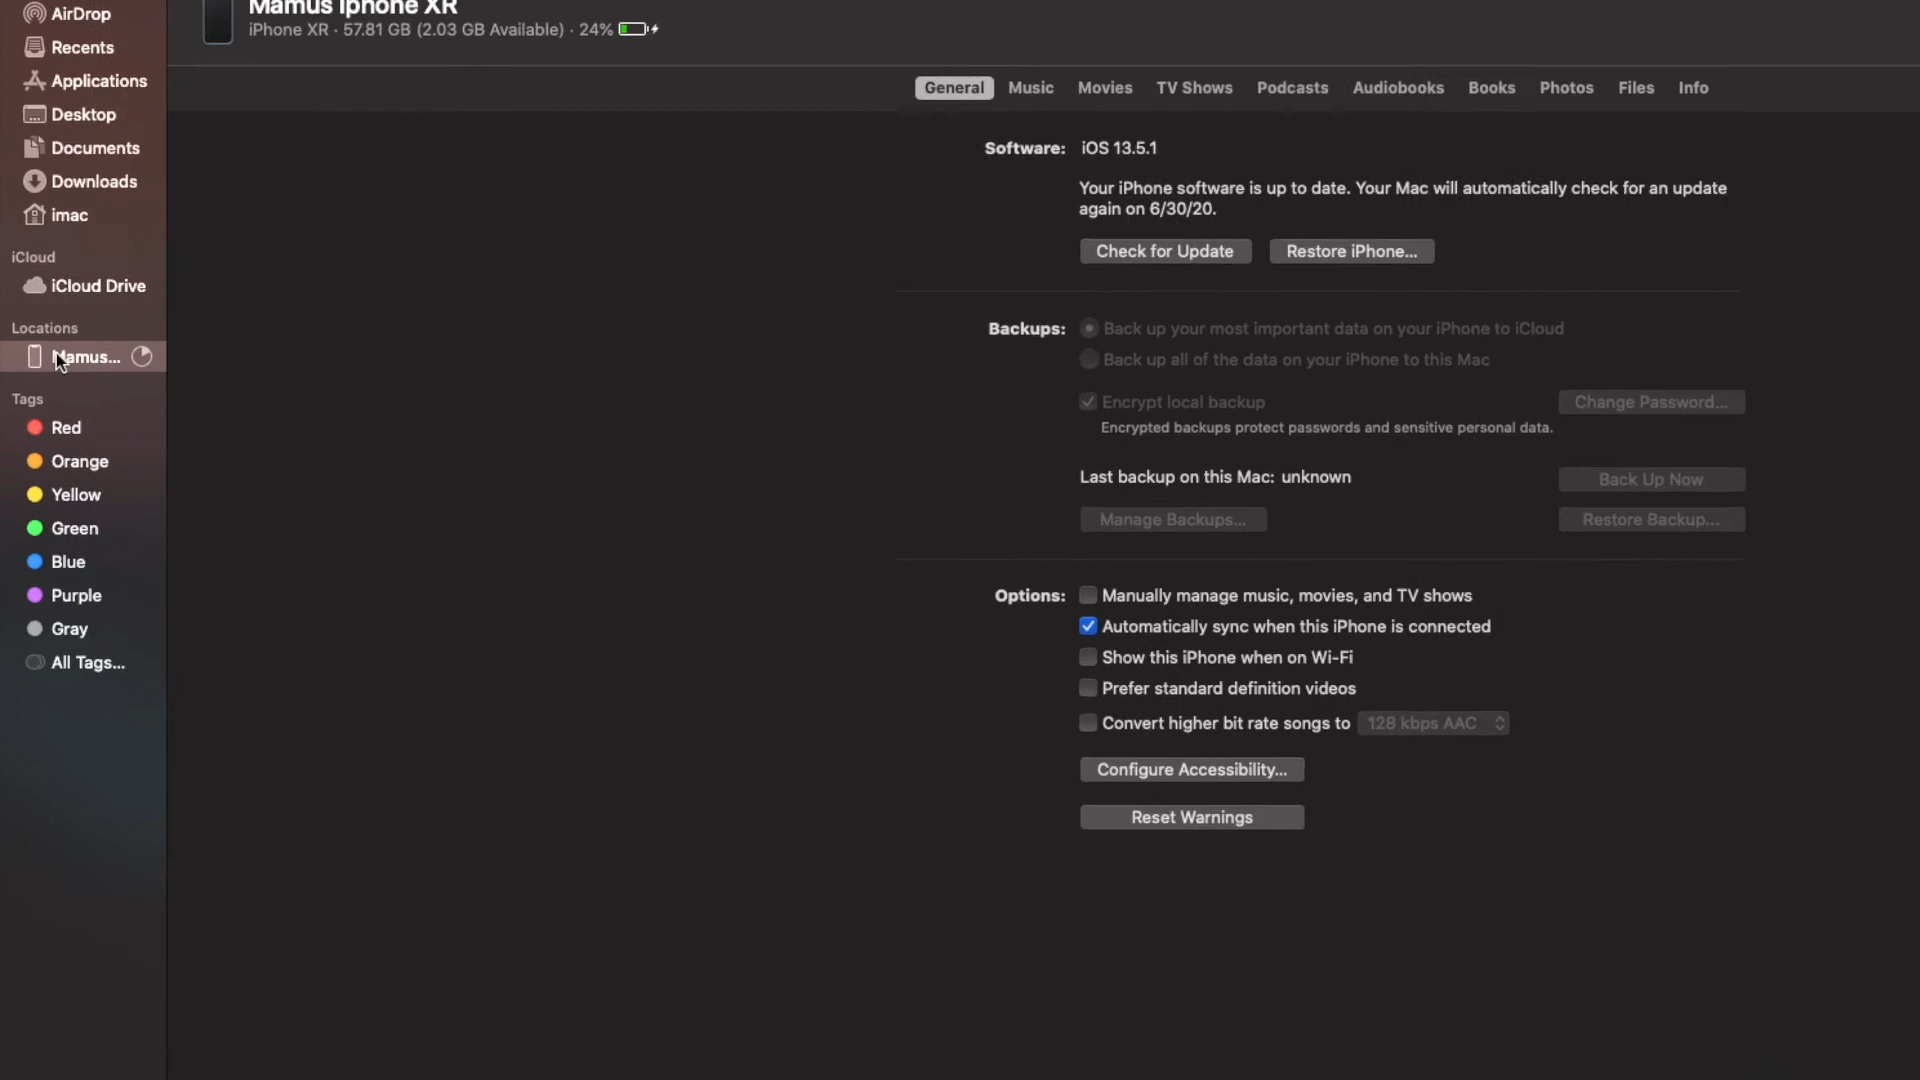 AirDrop
Recents
Applications
Desktop
Documents
Downloads
imac
iCloud
iCloud Drive
Locations
Mamus...
Tags
Red
Orange
Yellow
Green
Blue
Purple
Gray
All Tags...
Mamus Iphone XR
iPhone XR · 57.81 GB (2.03 GB Available) · 24%
General Music Movies TV Shows Podcasts Audiobooks Books Photos Files Info
Software: iOS 13.5.1
Your iPhone software is up to date. Your Mac will automatically check for an update
again on 6/30/20.
Check for Update Restore iPhone...
Backups: Back up your most important data on your iPhone to iCloud
Back up all of the data on your iPhone to this Mac
Encrypt local backup Change Password...
Encrypted backups protect passwords and sensitive personal data.
Last backup on this Mac: unknown Back Up Now
Manage Backups... Restore Backup...
Options: Manually manage music, movies, and TV shows
Automatically sync when this iPhone is connected
Show this iPhone when on Wi-Fi
Prefer standard definition videos
Convert higher bit rate songs to 128 kbps AAC
Configure Accessibility...
Reset Warnings